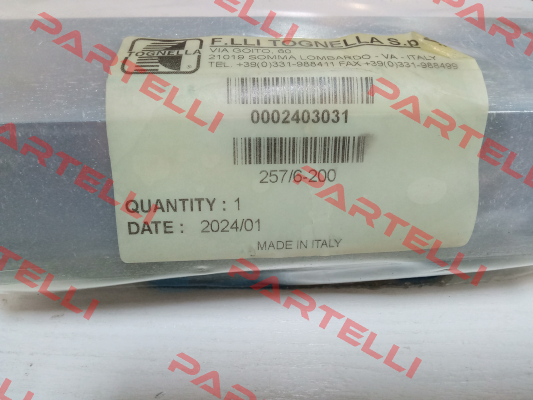 TOGNELLA
F.LLI TOGNELLA s.p
VIA GOITO, 60
21019 SOMMA LOMBARDO - VA - ITALY
TEL. +39(0)331-988411 FAX +39(0)331-988499
0002403031
257/6-200
QUANTITY : 1
DATE : 2024/01
MADE IN ITALY
PARTELLI
PARTELLI
PARTELLI
PARTELLI
PARTELLI
PARTELLI
PARTELLI